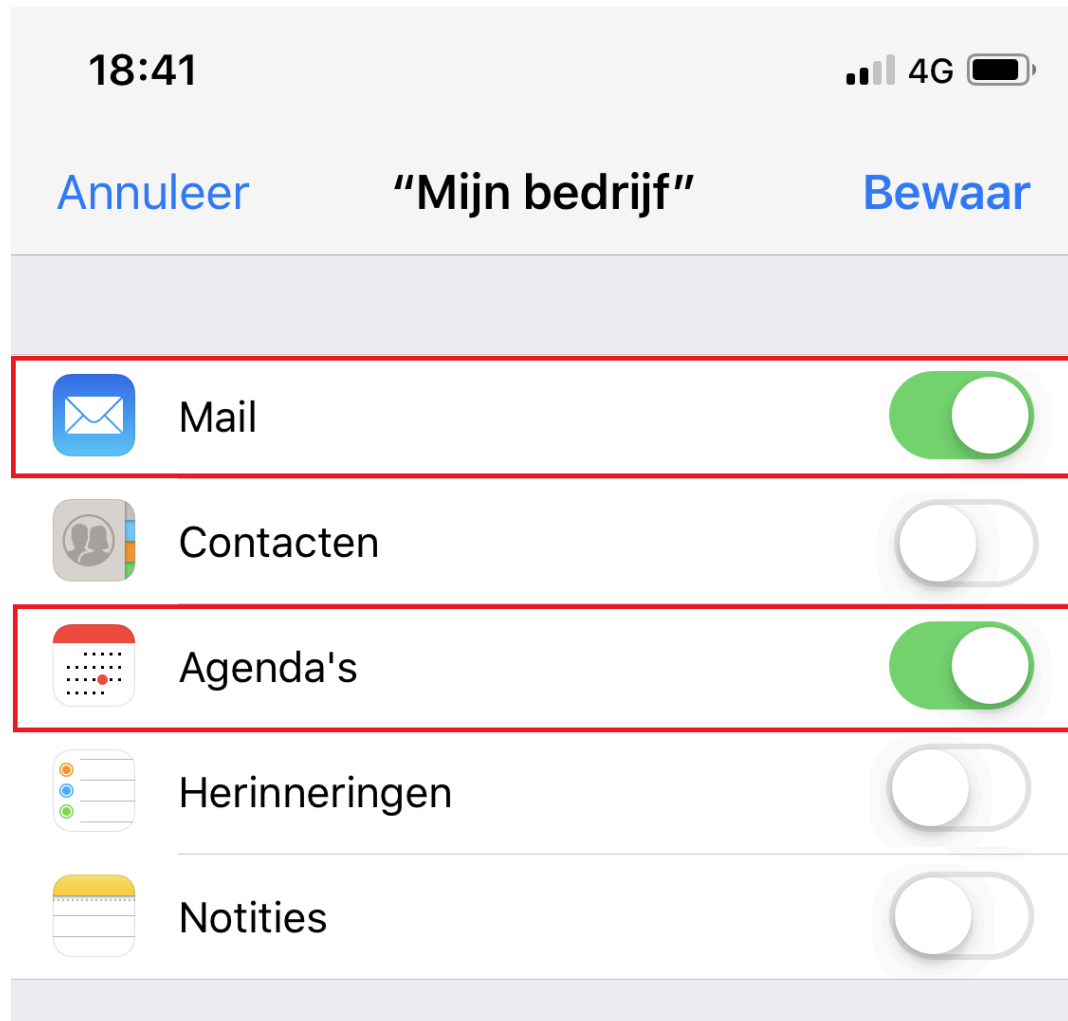 18:41 4G
Annuleer “Mijn bedrijf” Bewaar
Mail
Contacten
Agenda's
Herinneringen
Notities